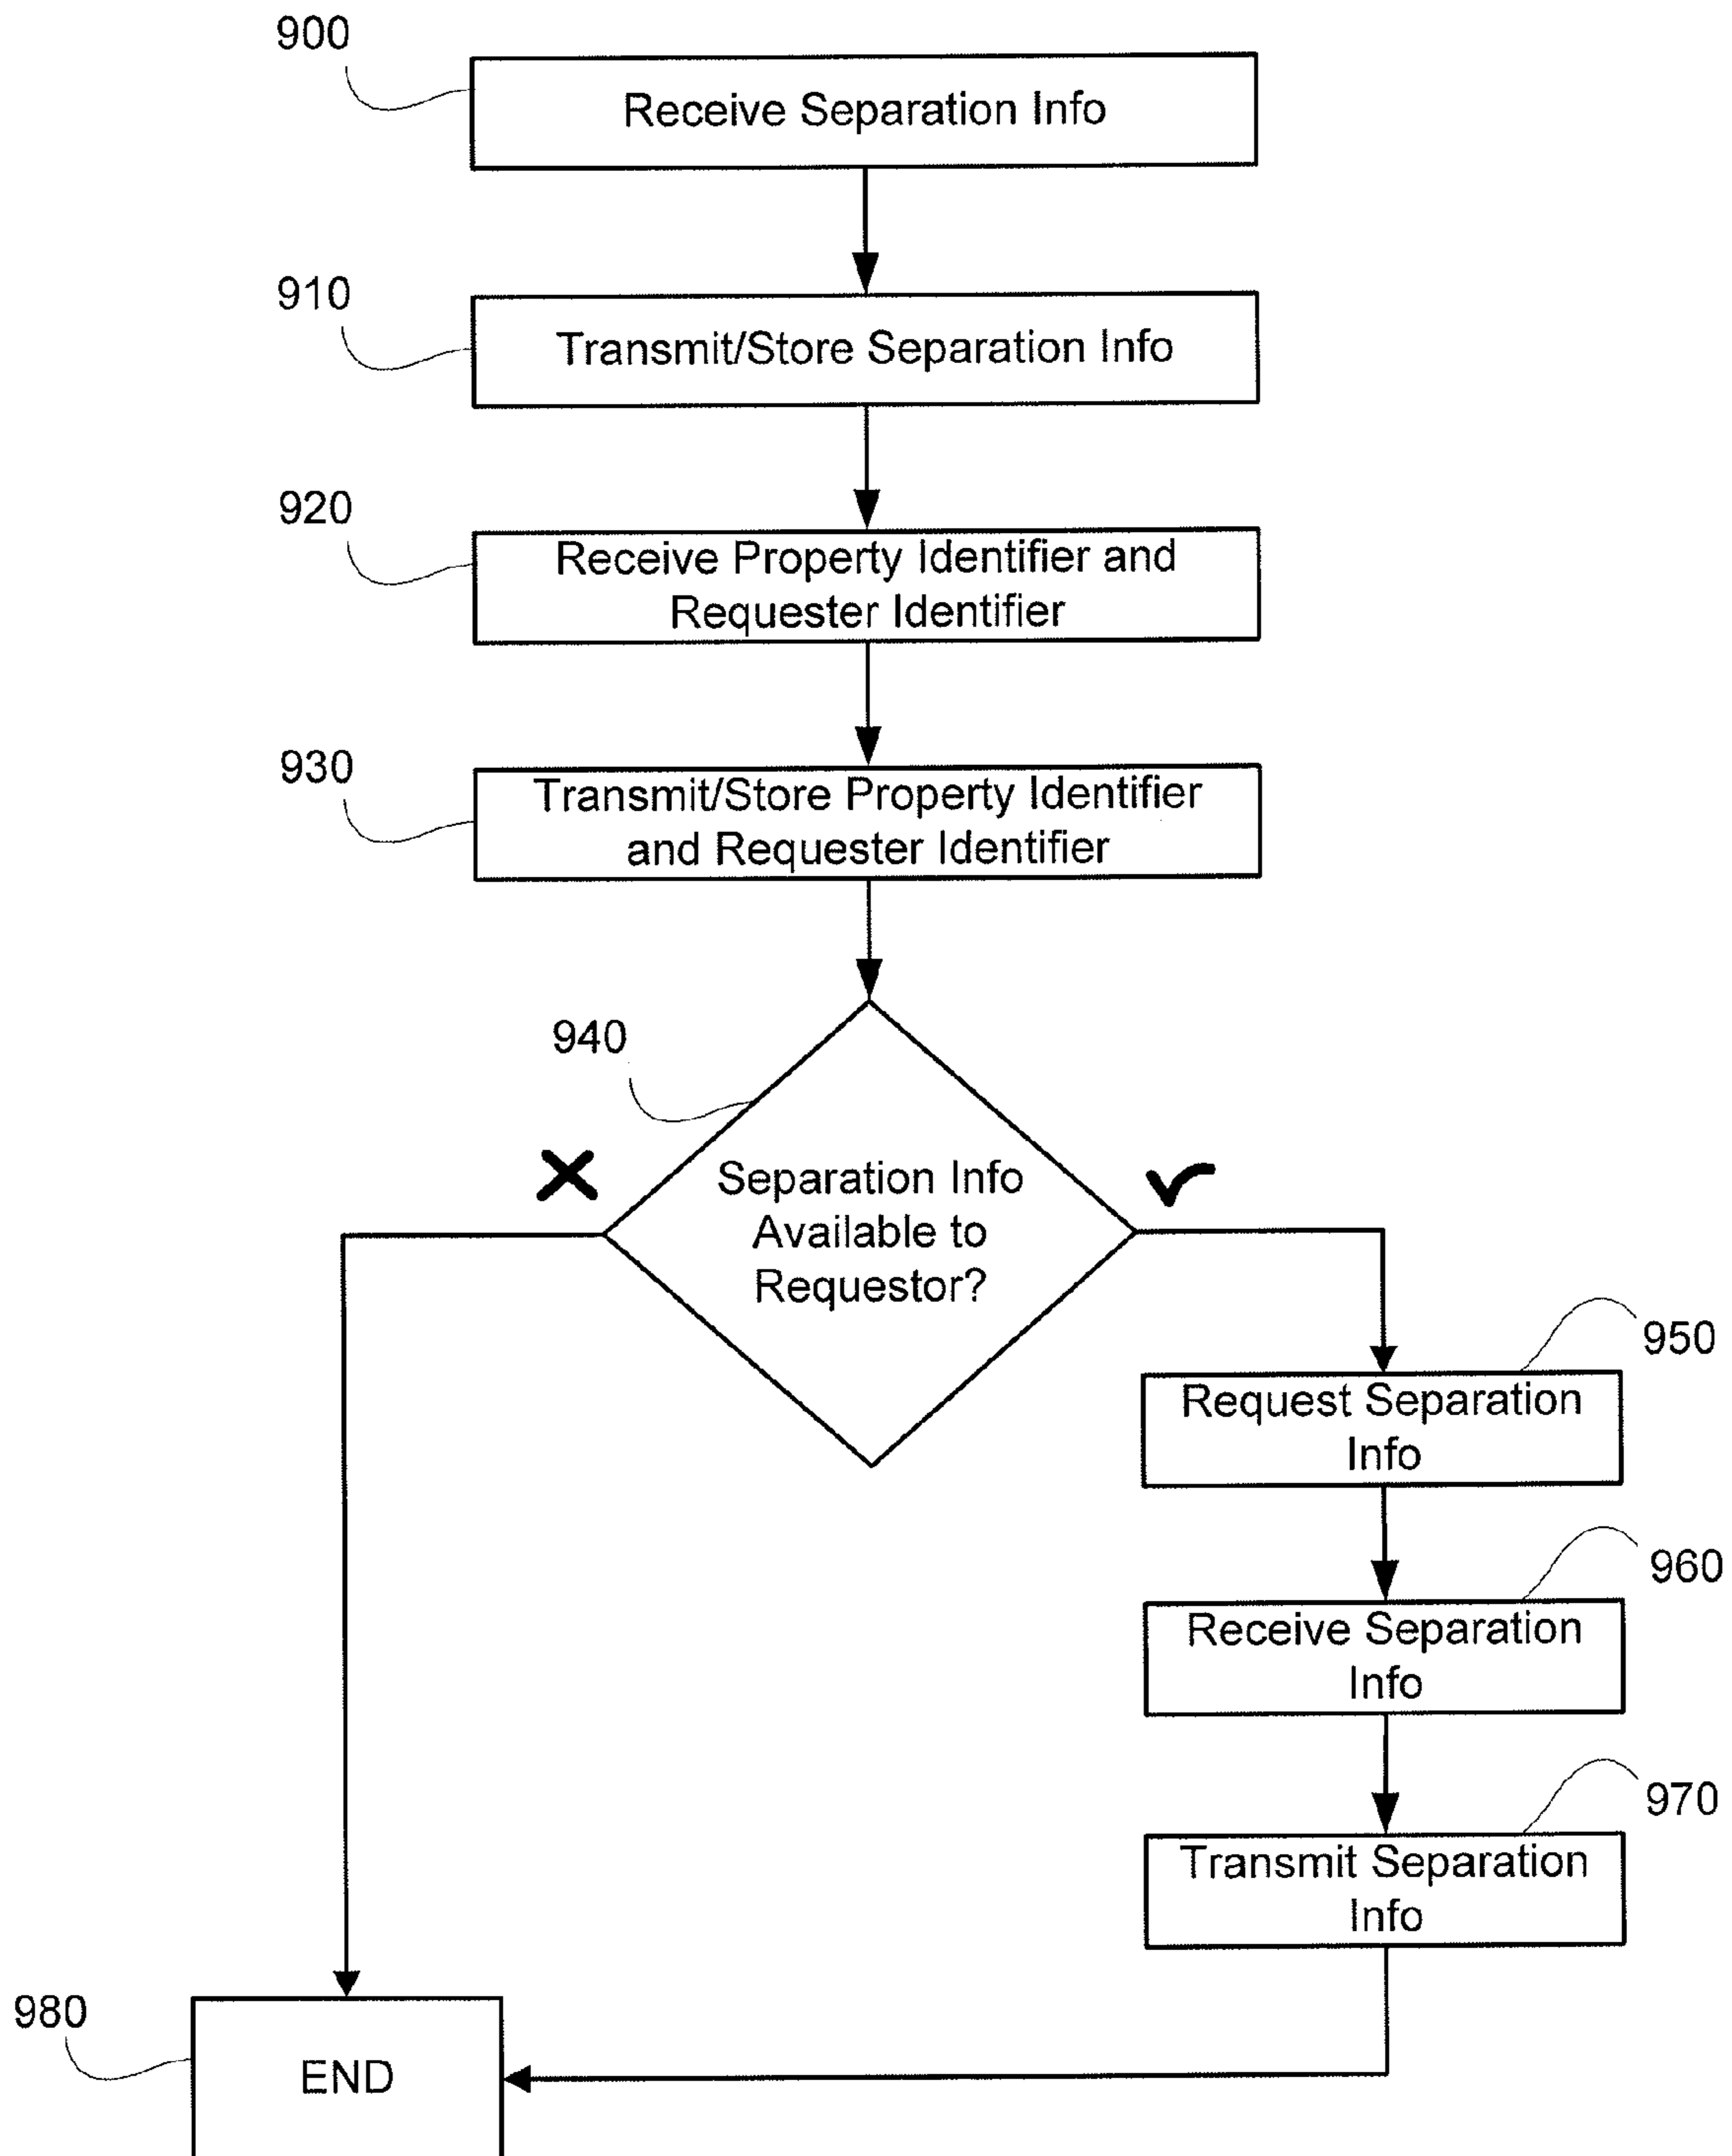 900
Receive Separation Info
910
Transmit/Store Separation Info
920
Receive Property Identifier and
Requester Identifier
930
Transmit/Store Property Identifier
and Requester Identifier
940
Separation Info
Available to
Requestor?
950
Request Separation
Info
960
Receive Separation
Info
970
Transmit Separation
Info
980
END